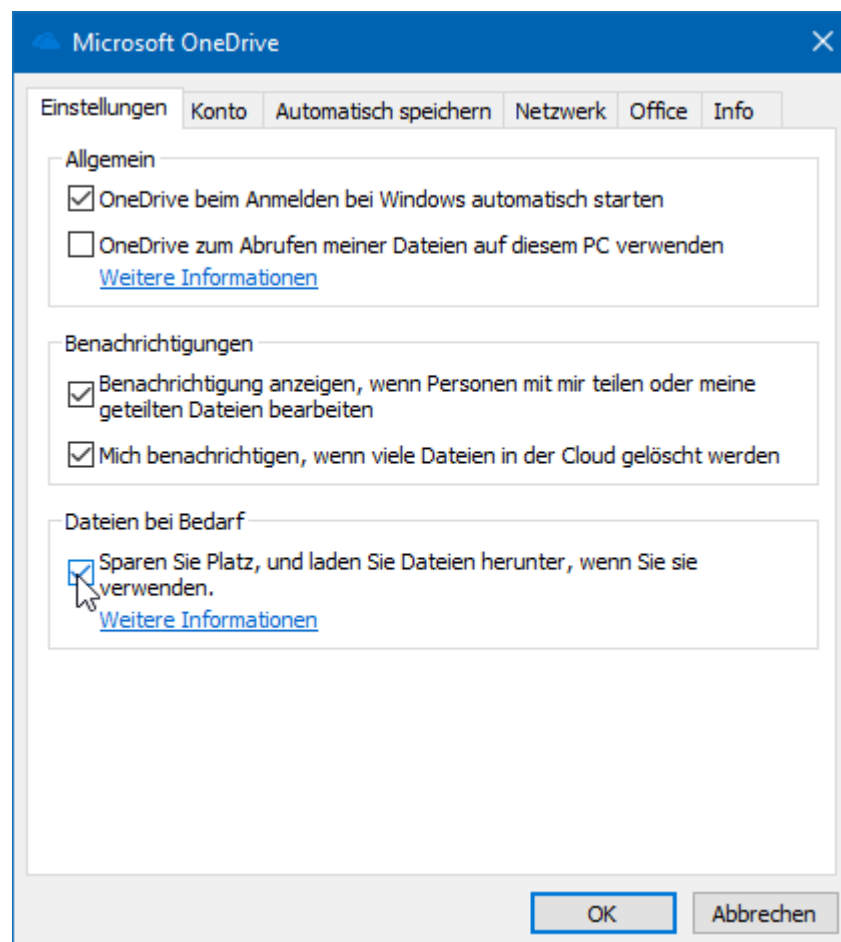 Microsoft OneDrive
Einstellungen Konto Automatisch speichern Netzwerk Office Info
Allgemein
OneDrive beim Anmelden bei Windows automatisch starten
OneDrive zum Abrufen meiner Dateien auf diesem PC verwenden
Weitere Informationen
Benachrichtigungen
Benachrichtigung anzeigen, wenn Personen mit mir teilen oder meine
geteilten Dateien bearbeiten
Mich benachrichtigen, wenn viele Dateien in der Cloud gelöscht werden
Dateien bei Bedarf
Sparen Sie Platz, und laden Sie Dateien herunter, wenn Sie sie
verwenden.
Weitere Informationen
OK Abbrechen